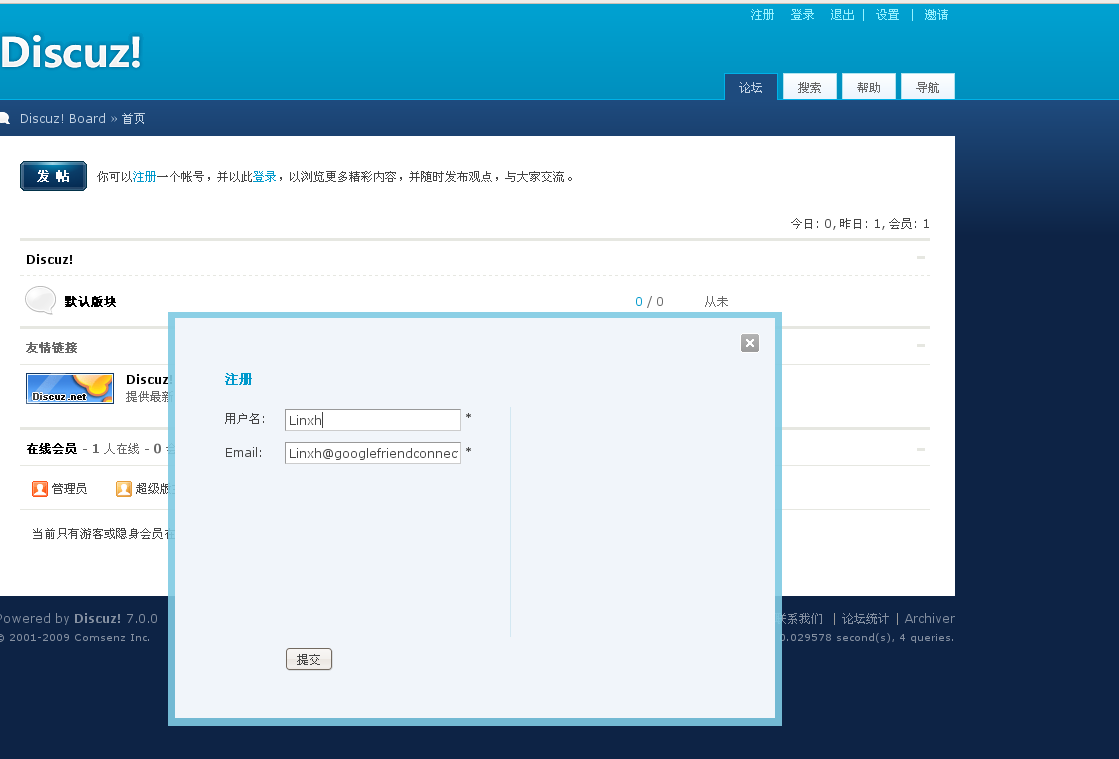 注册 登录 退出 | 设置 | 邀请
Discuz!
论坛 搜索 帮助 导航
Discuz! Board » 首页
发帖 你可以注册一个帐号，并以此登录，以浏览更多精彩内容，并随时发布观点，与大家交流。
今日: 0, 昨日: 1, 会员: 1
Discuz!
默认版块 0 / 0 从未
友情链接
Discuz.net Discuz!
提供最新
在线会员 - 1 人在线 - 0
管理员 超级版
当前只有游客或隐身会员在
注册
用户名: Linxh *
Email: Linxh@googlefriendconnec *
提交
Powered by Discuz! 7.0.0
© 2001-2009 Comsenz Inc.
联系我们 | 论坛统计 | Archiver
0.029578 second(s), 4 queries.